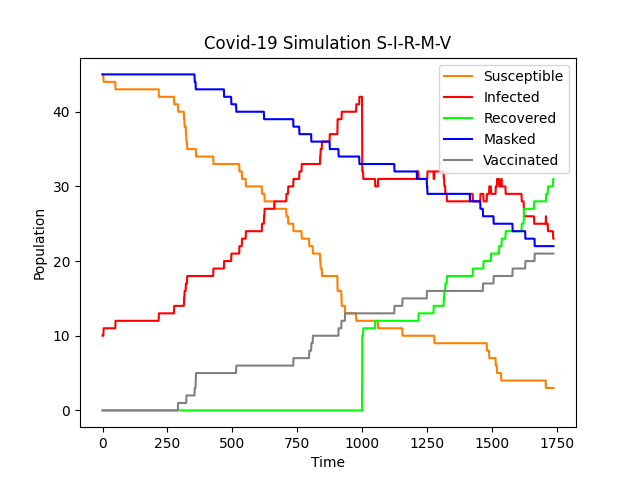 Covid-19 Simulation S-I-R-M-V
Susceptible
Infected
Recovered
Masked
Vaccinated
Population
40
30
20
10
0
0 250 500 750 1000 1250 1500 1750
Time